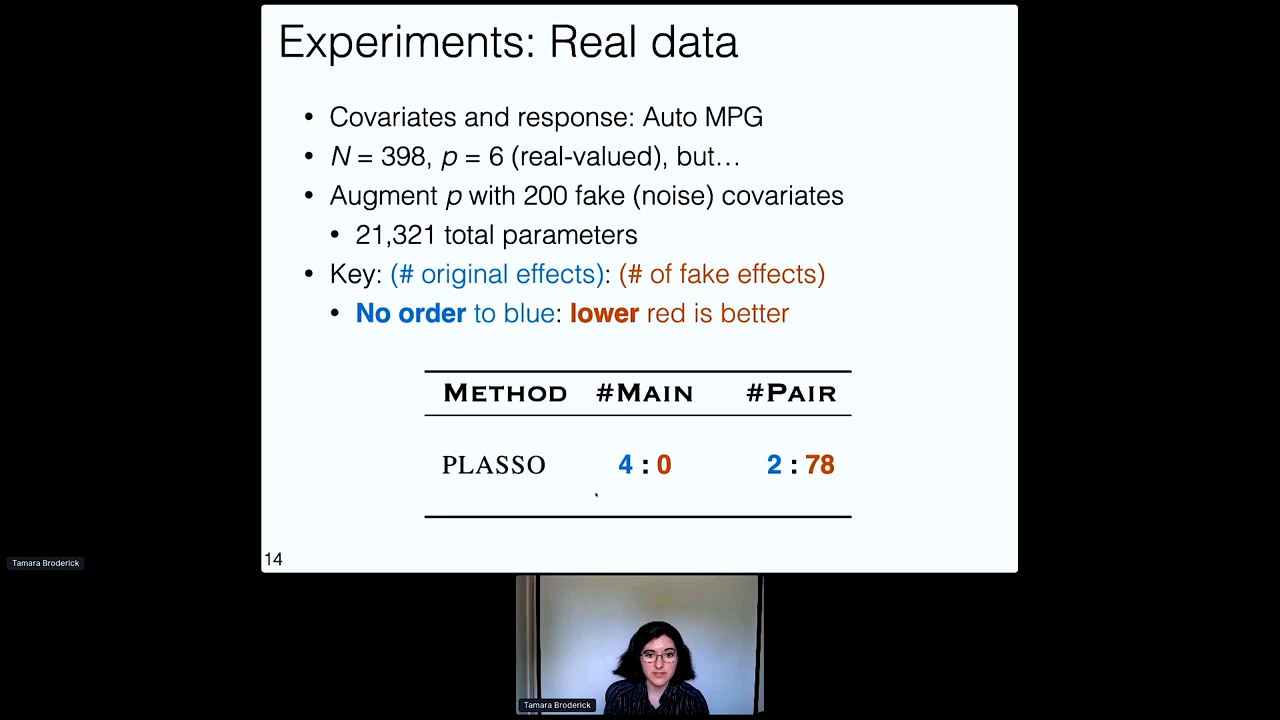 Experiments: Real data
• Covariates and response: Auto MPG
• N = 398, p = 6 (real-valued), but…
• Augment p with 200 fake (noise) covariates
• 21,321 total parameters
• Key: (# original effects): (# of fake effects)
• No order to blue: lower red is better
METHOD #MAIN #PAIR
PLASSO 4 : 0 2 : 78
14
Tamara Broderick
Tamara Broderick